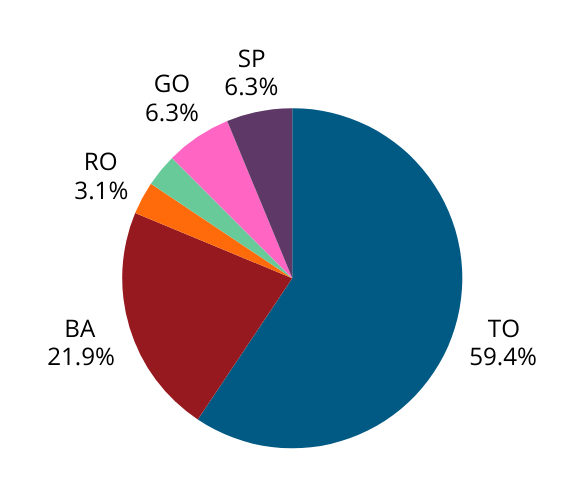 SP
6.3%
GO
6.3%
RO
3.1%
BA
21.9%
TO
59.4%